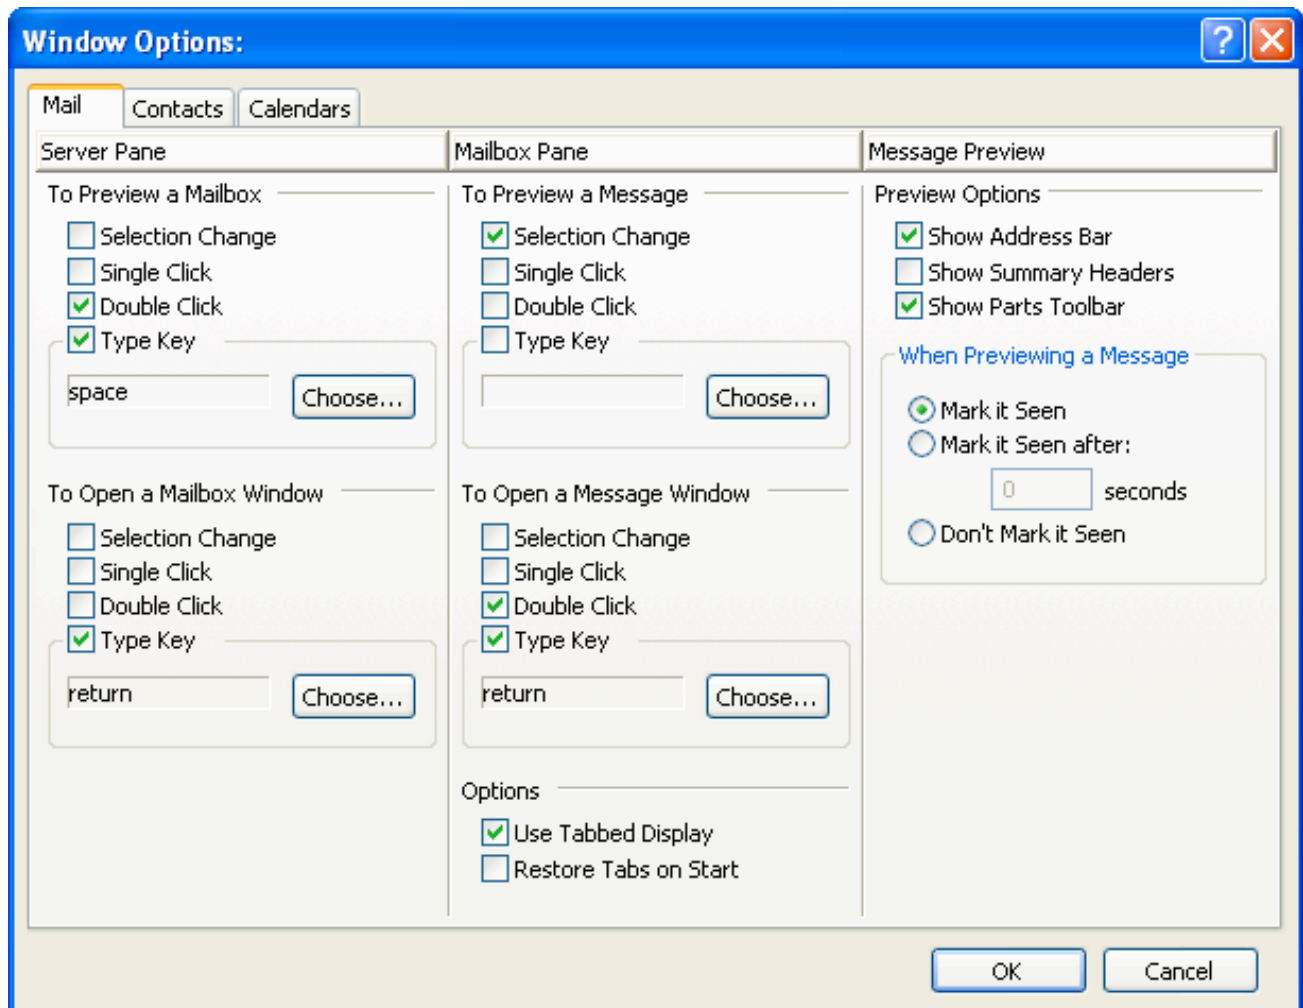 Window Options:
Mail
Contacts
Calendars
Server Pane
To Preview a Mailbox
Selection Change
Single Click
Double Click
Type Key
space
Choose...
To Open a Mailbox Window
Selection Change
Single Click
Double Click
Type Key
return
Choose...
Mailbox Pane
To Preview a Message
Selection Change
Single Click
Double Click
Type Key
Choose...
To Open a Message Window
Selection Change
Single Click
Double Click
Type Key
return
Choose...
Options
Use Tabbed Display
Restore Tabs on Start
Message Preview
Preview Options
Show Address Bar
Show Summary Headers
Show Parts Toolbar
When Previewing a Message
Mark it Seen
Mark it Seen after:
0 seconds
Don't Mark it Seen
OK
Cancel